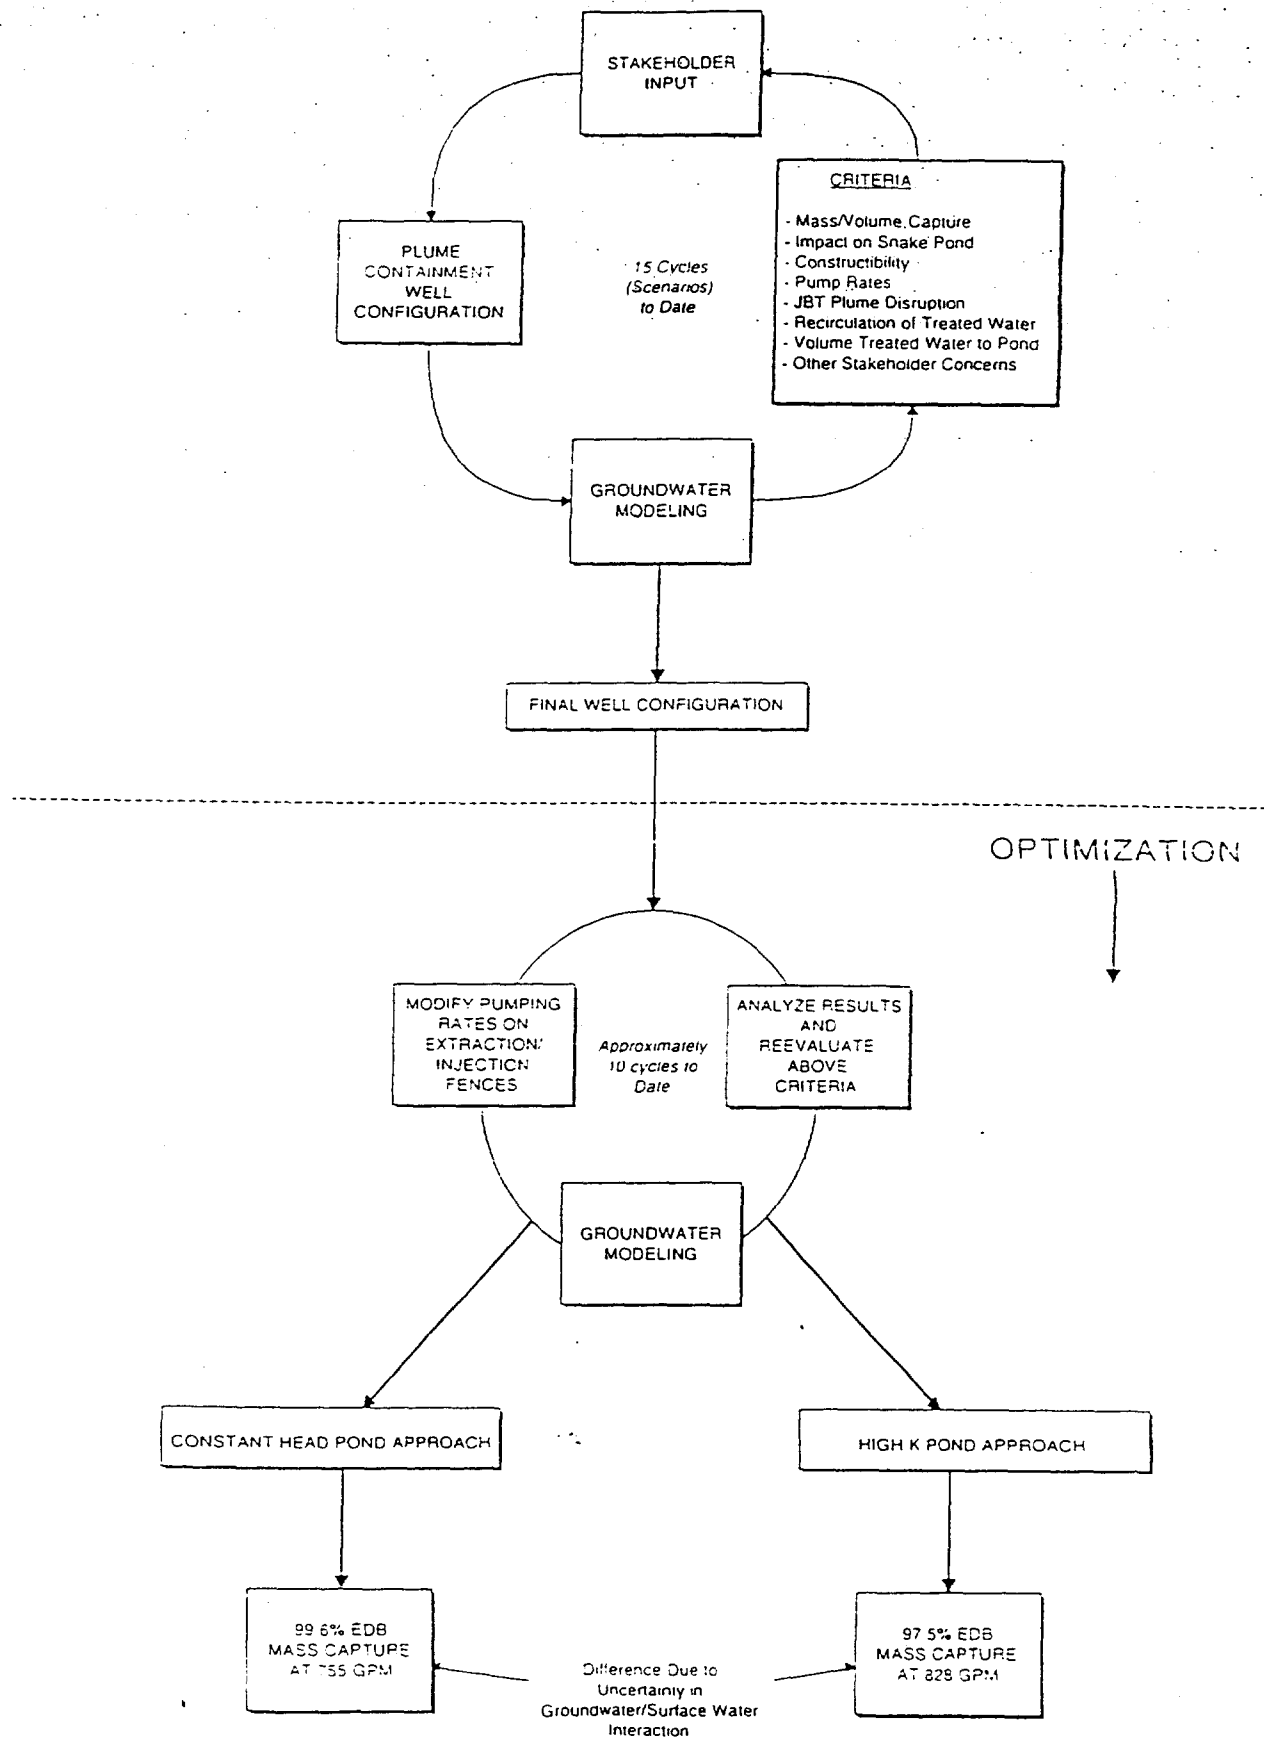 STAKEHOLDER
INPUT
CRITERIA
- Mass/Volume Capture
- Impact on Snake Pond
- Constructibility
- Pump Rates
- JBT Plume Disruption
- Recirculation of Treated Water
- Volume Treated Water to Pond
- Other Stakeholder Concerns
PLUME
CONTAINMENT
WELL
CONFIGURATION
15 Cycles
(Scenarios)
to Date
GROUNDWATER
MODELING
FINAL WELL CONFIGURATION
OPTIMIZATION
MODIFY PUMPING
RATES ON
EXTRACTION/
INJECTION
FENCES
Approximately
10 cycles to
Date
ANALYZE RESULTS
AND
REEVALUATE
ABOVE
CRITERIA
GROUNDWATER
MODELING
CONSTANT HEAD POND APPROACH
HIGH K POND APPROACH
99.6% EDB
MASS CAPTURE
AT GPM
97.5% EDB
MASS CAPTURE
AT 828 GPM
Difference Due to
Uncertainty in
Groundwater/Surface Water
Interaction